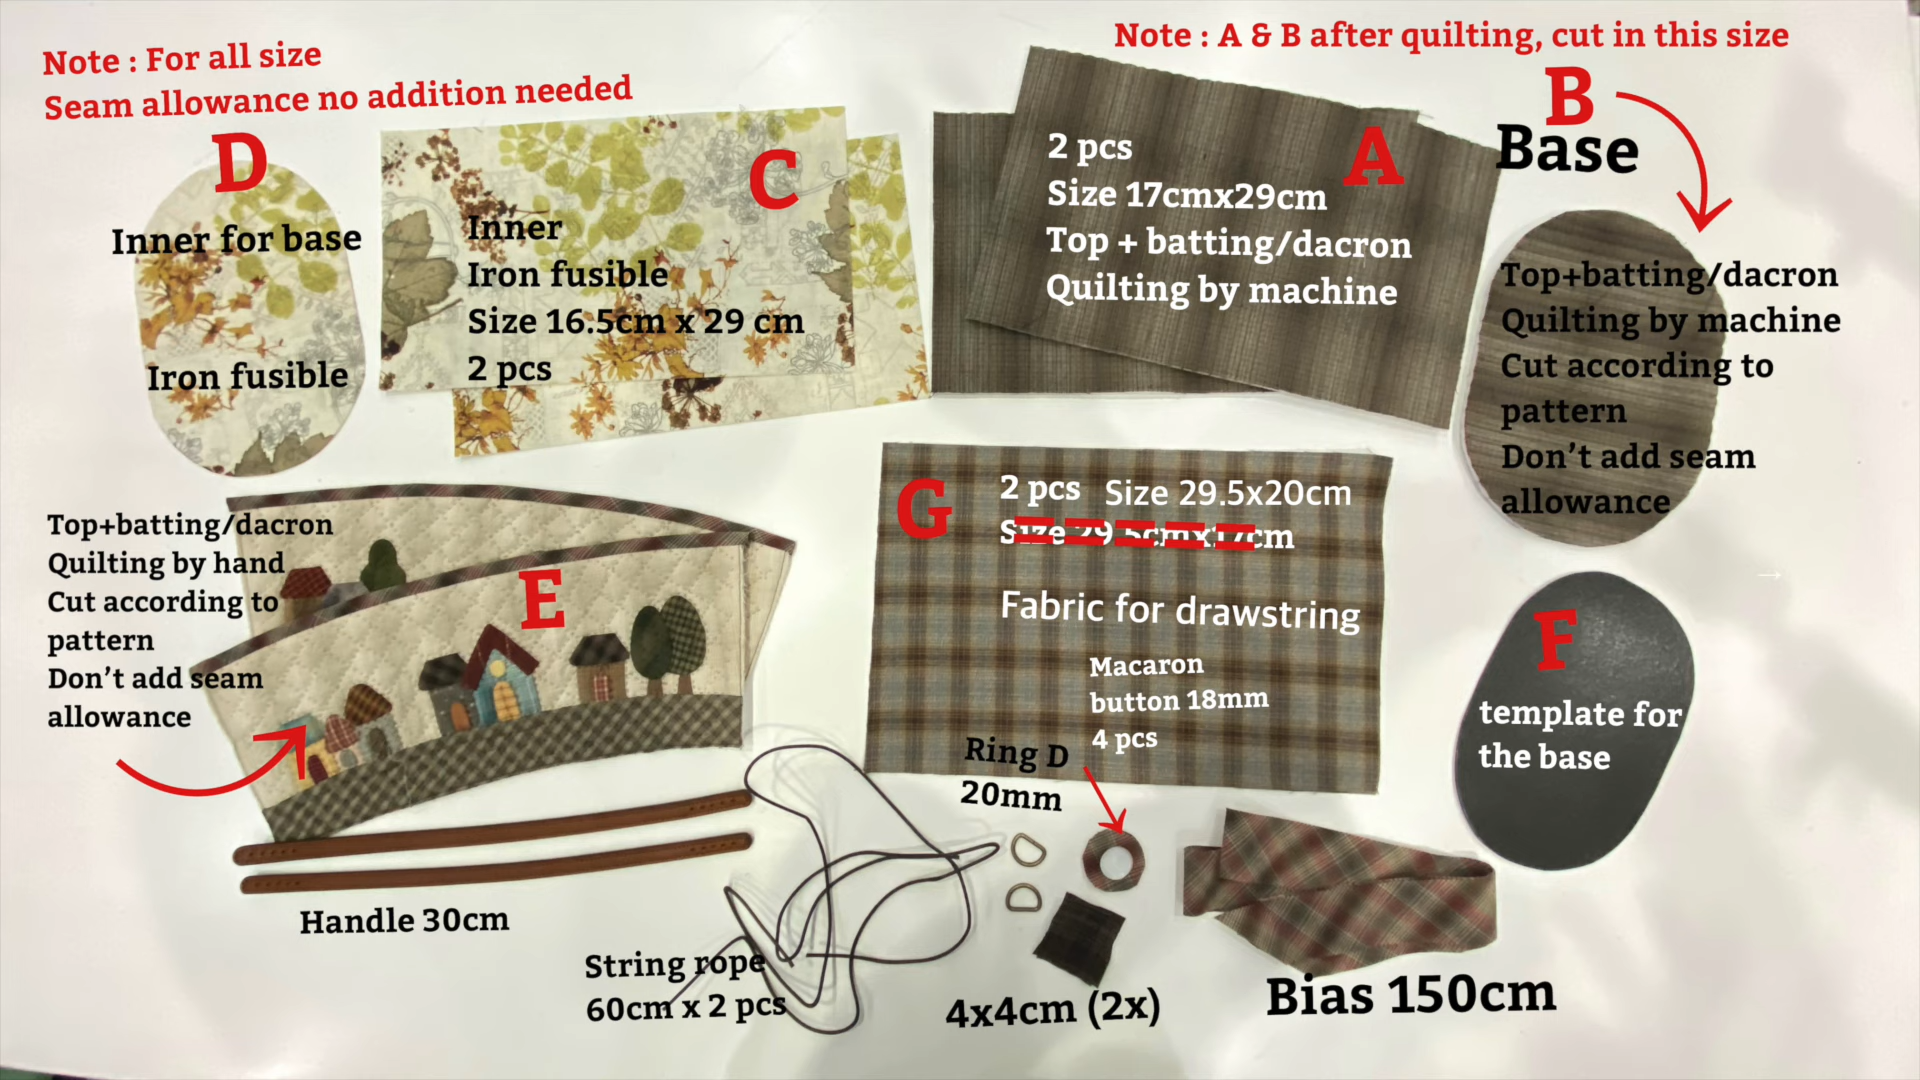 Note : For all size
Seam allowance no addition needed
Note : A & B after quilting, cut in this size
D
Inner for base
Iron fusible
C
Inner
Iron fusible
Size 16.5cm x 29 cm
2 pcs
A
2 pcs
Size 17cmx29cm
Top + batting/dacron
Quilting by machine
B
Base
Top+batting/dacron
Quilting by machine
Cut according to
pattern
Don't add seam
allowance
Top+batting/dacron
Quilting by hand
Cut according to
pattern
Don't add seam
allowance
E
G
2 pcs Size 29.5x20cm
Size 29.5cmx17cm
Fabric for drawstring
Macaron
button 18mm
4 pcs
Ring D
20mm
F
template for
the base
Handle 30cm
String rope
60cm x 2 pcs
4x4cm (2x)
Bias 150cm